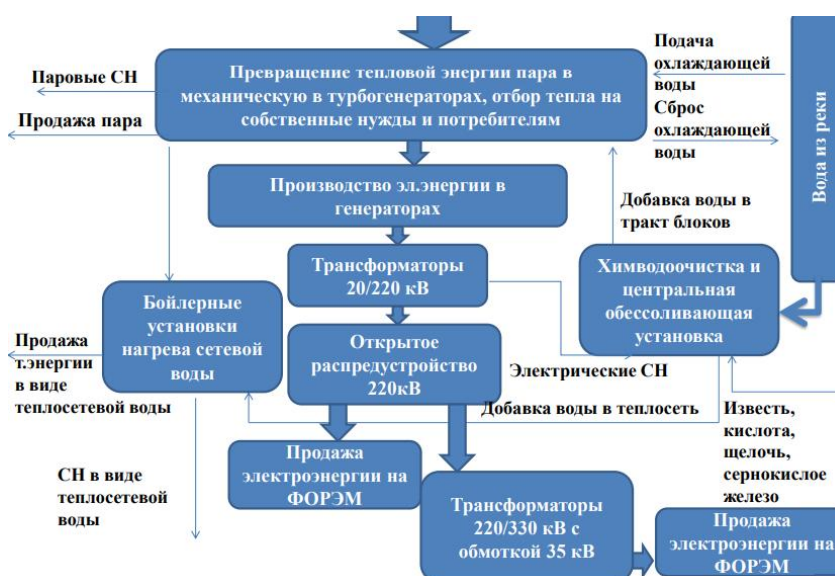 Паровые СН
Продажа пара
Превращение тепловой энергии пара в
механическую в турбогенераторах, отбор тепла на
собственные нужды и потребителям
Подача
охлаждающей
воды
Сброс
охлаждающей
воды
Вода из реки
Производство эл.энергии в
генераторах
Добавка воды в
тракт блоков
Трансформаторы
20/220 кВ
Химводоочистка и
центральная
обессоливающая
установка
Бойлерные
установки
нагрева сетевой
воды
Продажа
т.энергии
в виде
теплосетевой воды
Открытое
распредустройство
220кВ
Электрические СН
Добавка воды в теплосеть
Известь,
кислота,
щелочь,
сернокислое
железо
СН в виде
теплосетевой
воды
Продажа
электроэнергии на
ФОРЭМ
Трансформаторы
220/330 кВ с
обмоткой 35 кВ
Продажа
электроэнергии на
ФОРЭМ